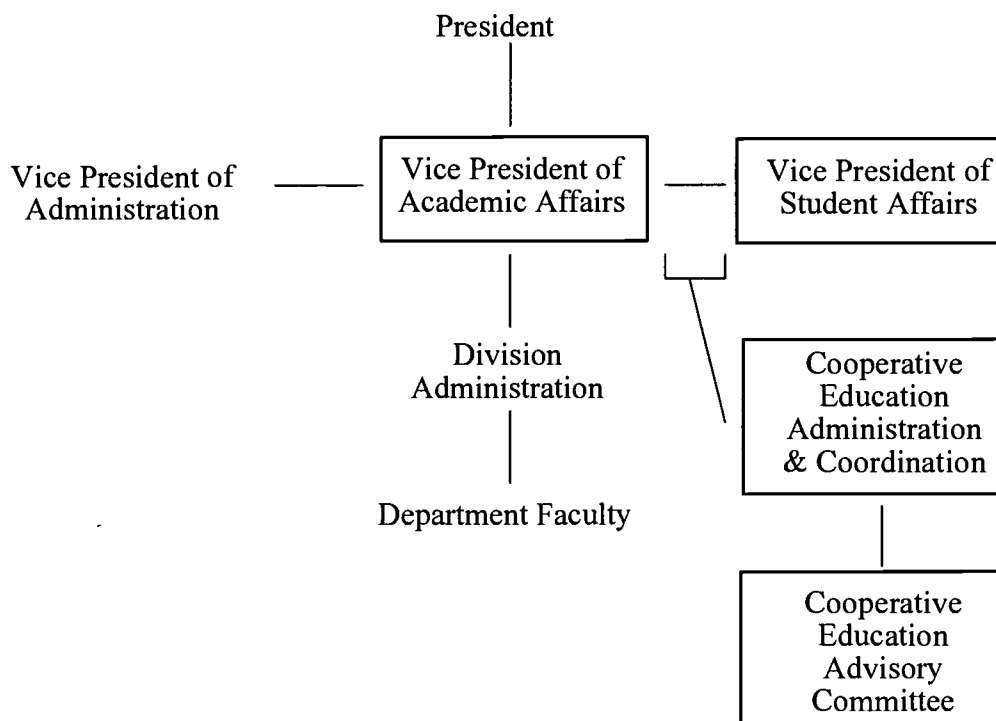 President
Vice President of
Administration
Vice President of
Academic Affairs
Vice President of
Student Affairs
Division
Administration
Department Faculty
Cooperative
Education
Administration
& Coordination
Cooperative
Education
Advisory
Committee